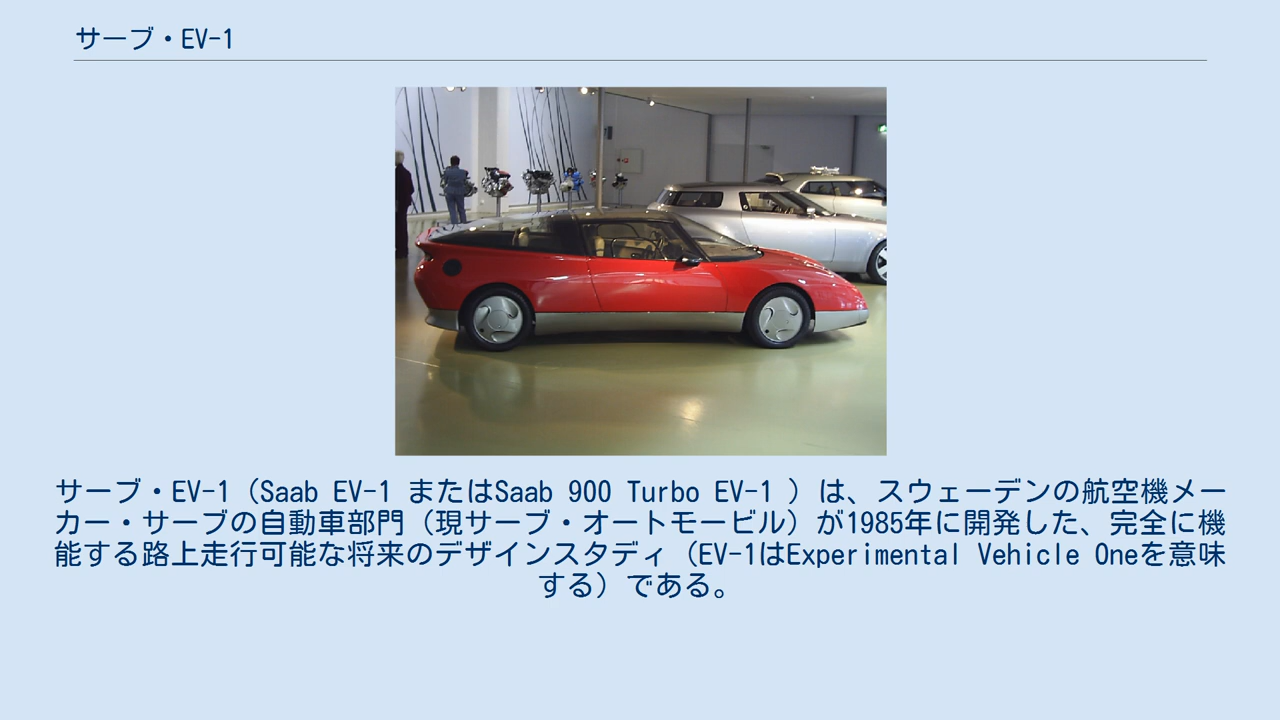 サーブ・EV-1
サーブ・EV-1（Saab EV-1 またはSaab 900 Turbo EV-1 ）は、スウェーデンの航空機メー
カー・サーブの自動車部門（現サーブ・オートモービル）が1985年に開発した、完全に機
能する路上走行可能な将来のデザインスタディ（EV-1はExperimental Vehicle Oneを意味
する）である。